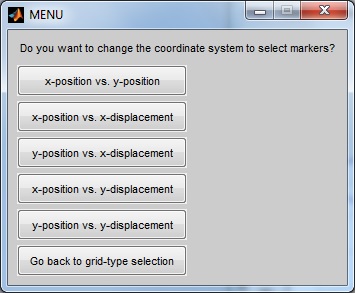 MENU
Do you want to change the coordinate system to select markers?
x-position vs. y-position
x-position vs. x-displacement
y-position vs. x-displacement
x-position vs. y-displacement
y-position vs. y-displacement
Go back to grid-type selection